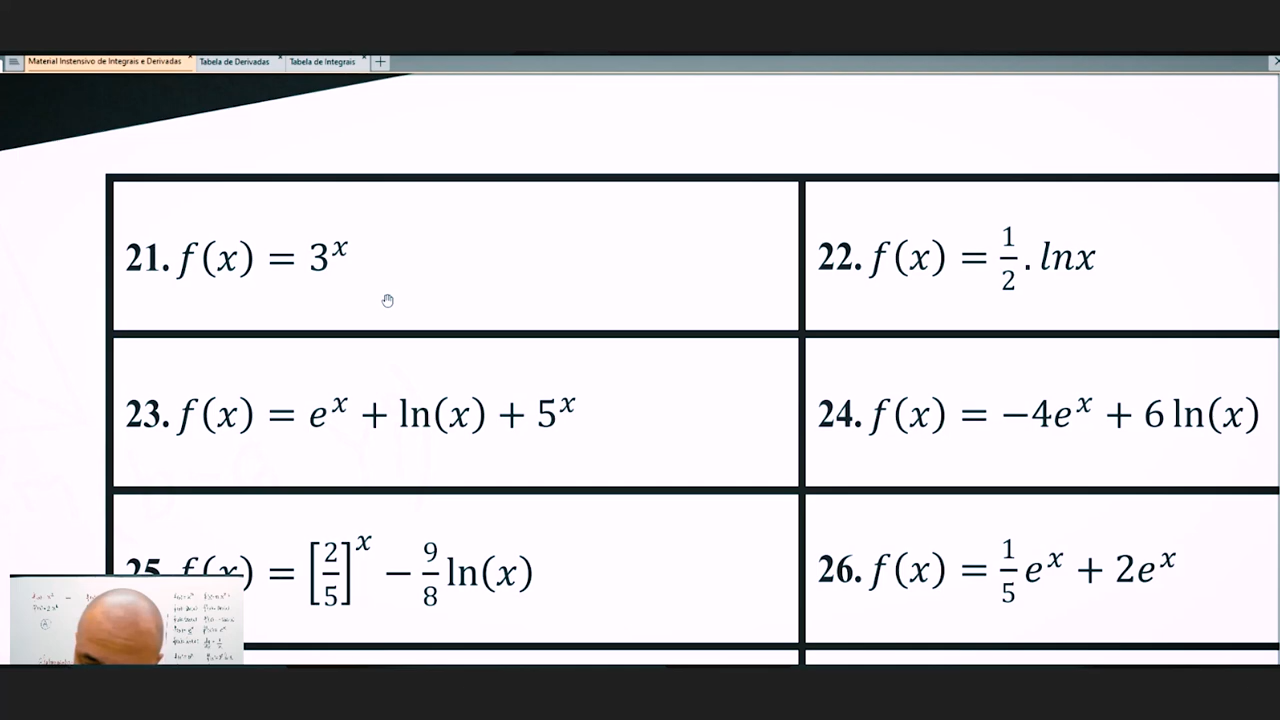 Material Instensivo de Integrais e Derivadas
Tabela de Derivadas
Tabela de Integrais
21. f(x) = 3^x
22. f(x) = 1/2 . lnx
23. f(x) = e^x + ln(x) + 5^x
24. f(x) = −4e^x + 6 ln(x)
25. f(x) = [2/5]^x − 9/8 ln(x)
26. f(x) = 1/5 e^x + 2e^x